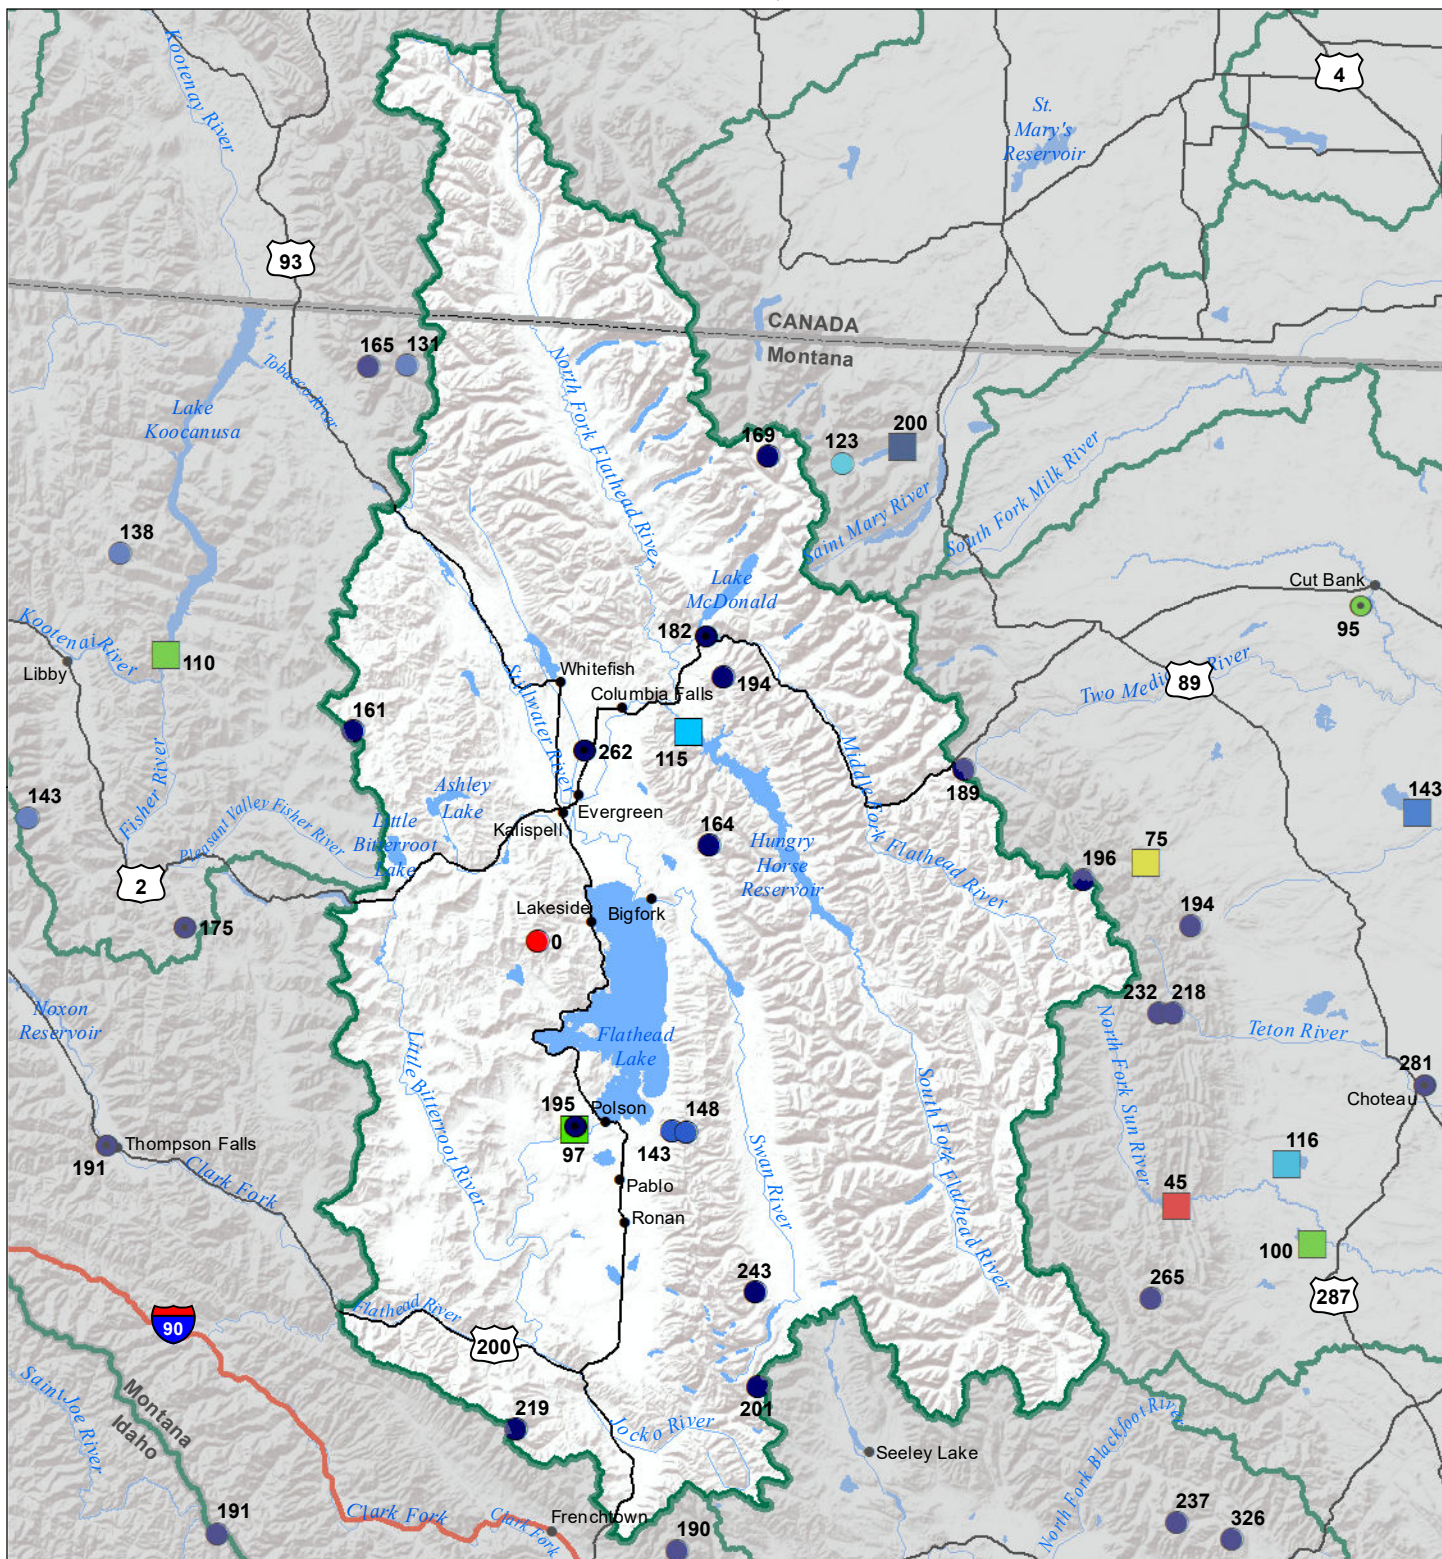 Kootenay River
St.
Mary's
Reservoir
4
93
CANADA
Montana
165
131
Tobacco River
North Fork Flathead River
Lake
Koocanusa
169
123
200
Saint Mary River
South Fork Milk River
138
Cut Bank
95
Lake
McDonald
Kootenai River
110
Libby
182
194
Whitefish
Columbia Falls
Stillwater River
Two Medicine River
89
161
262
115
Middle Fork Flathead River
189
Fisher River
143
Pleasant Valley Fisher River
Ashley
Lake
Little
Bitterroot
Lake
Evergreen
Kalispell
164
Hungry
Horse
Reservoir
143
75
196
2
175
Lakeside
Bigfork
0
194
Noxon
Reservoir
Little Bitterroot River
Flathead
Lake
232
218
North Fork Sun River
Teton River
281
Choteau
South Fork Flathead River
195
Polson
97
143
148
Swan River
Thompson Falls
191
Clark Fork
Pablo
Ronan
116
45
100
265
287
243
Flathead River
200
90
Montana
Idaho
Saint Joe River
201
219
Jocko River
Seeley Lake
North Fork Blackfoot River
Clark Fork
Clark Fork
Frenchtown
191
190
237
326